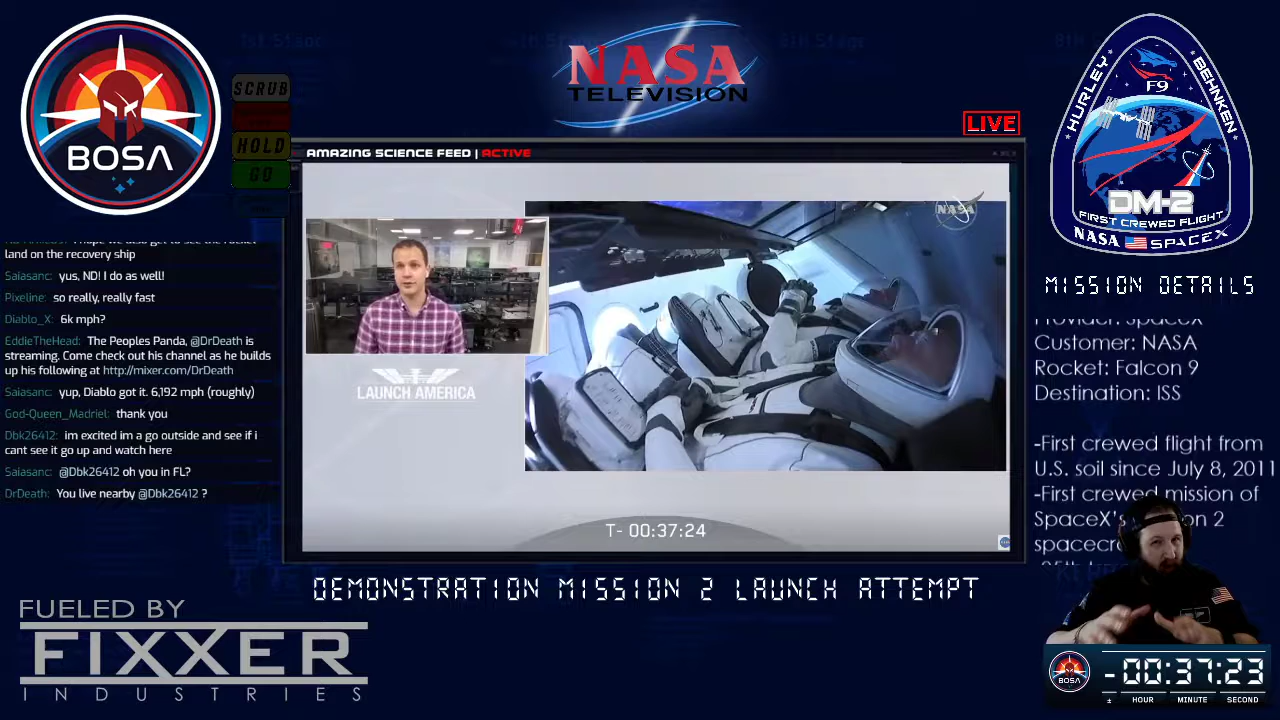 NASA
TELEVISION
BOSA
SCRUB
HOLD
GO
LIVE
AMAZING SCIENCE FEED | ACTIVE
NASA
LAUNCH AMERICA
T- 00:37:24
HURLEY
BEHNKEN
F9
DM-2
FIRST CREWED FLIGHT
NASA SPACEX
MISSION DETAILS
Provider: SpaceX
Customer: NASA
Rocket: Falcon 9
Destination: ISS
-First crewed flight from
U.S. soil since July 8, 2011
-First crewed mission of
SpaceX's on 2
spacecr
land on the recovery ship
Saiasanc: yus, ND! I do as well!
Pixeline: so really, really fast
Diablo_X: 6k mph?
EddieTheHead: The Peoples Panda, @DrDeath is
streaming. Come check out his channel as he builds
up his following at http://mixer.com/DrDeath
Saiasanc: yup, Diablo got it. 6,192 mph (roughly)
God-Queen_Madriel: thank you
Dbk26412: im excited im a go outside and see if i
cant see it go up and watch here
Saiasanc: @Dbk26412 oh you in FL?
DrDeath: You live nearby @Dbk26412 ?
DEMONSTRATION MISSION 2 LAUNCH ATTEMPT
FUELED BY
FIXXER
INDUSTRIES
BOSA
-00:37:23
± HOUR MINUTE SECOND